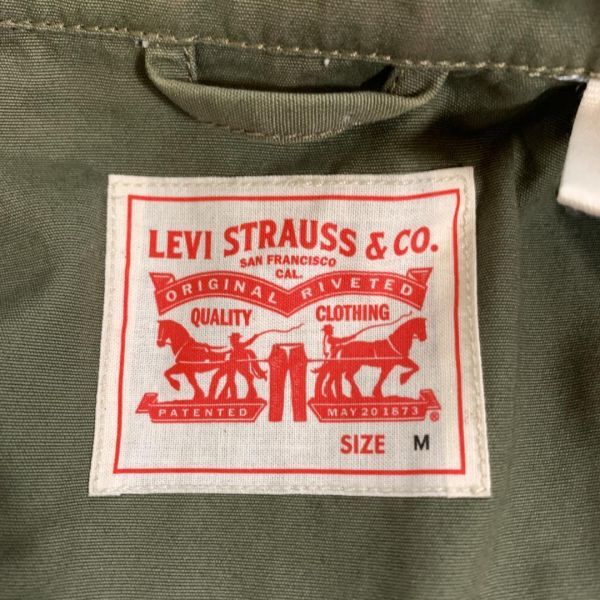 LEVI STRAUSS & CO.
SAN FRANCISCO
CAL.
ORIGINAL RIVETED
QUALITY CLOTHING
PATENTED MAY 20 1873 ®
SIZE M